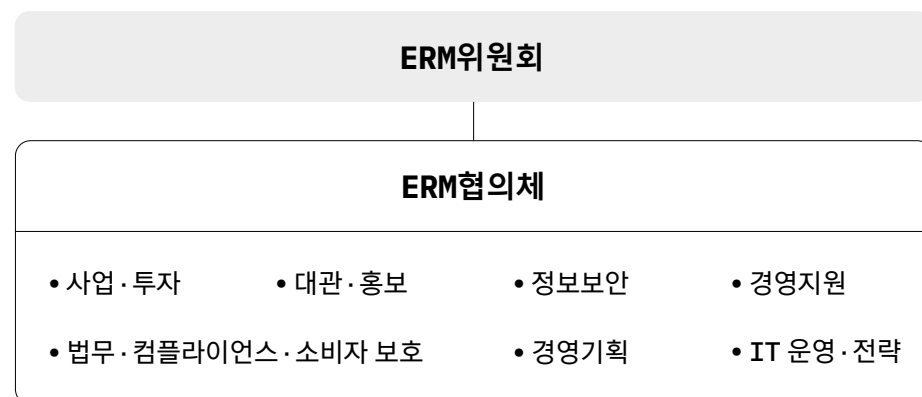 ERM위원회
ERM협의체
• 사업·투자 • 대관·홍보 • 정보보안 • 경영지원
• 법무·컴플라이언스·소비자 보호 • 경영기획 • IT 운영·전략